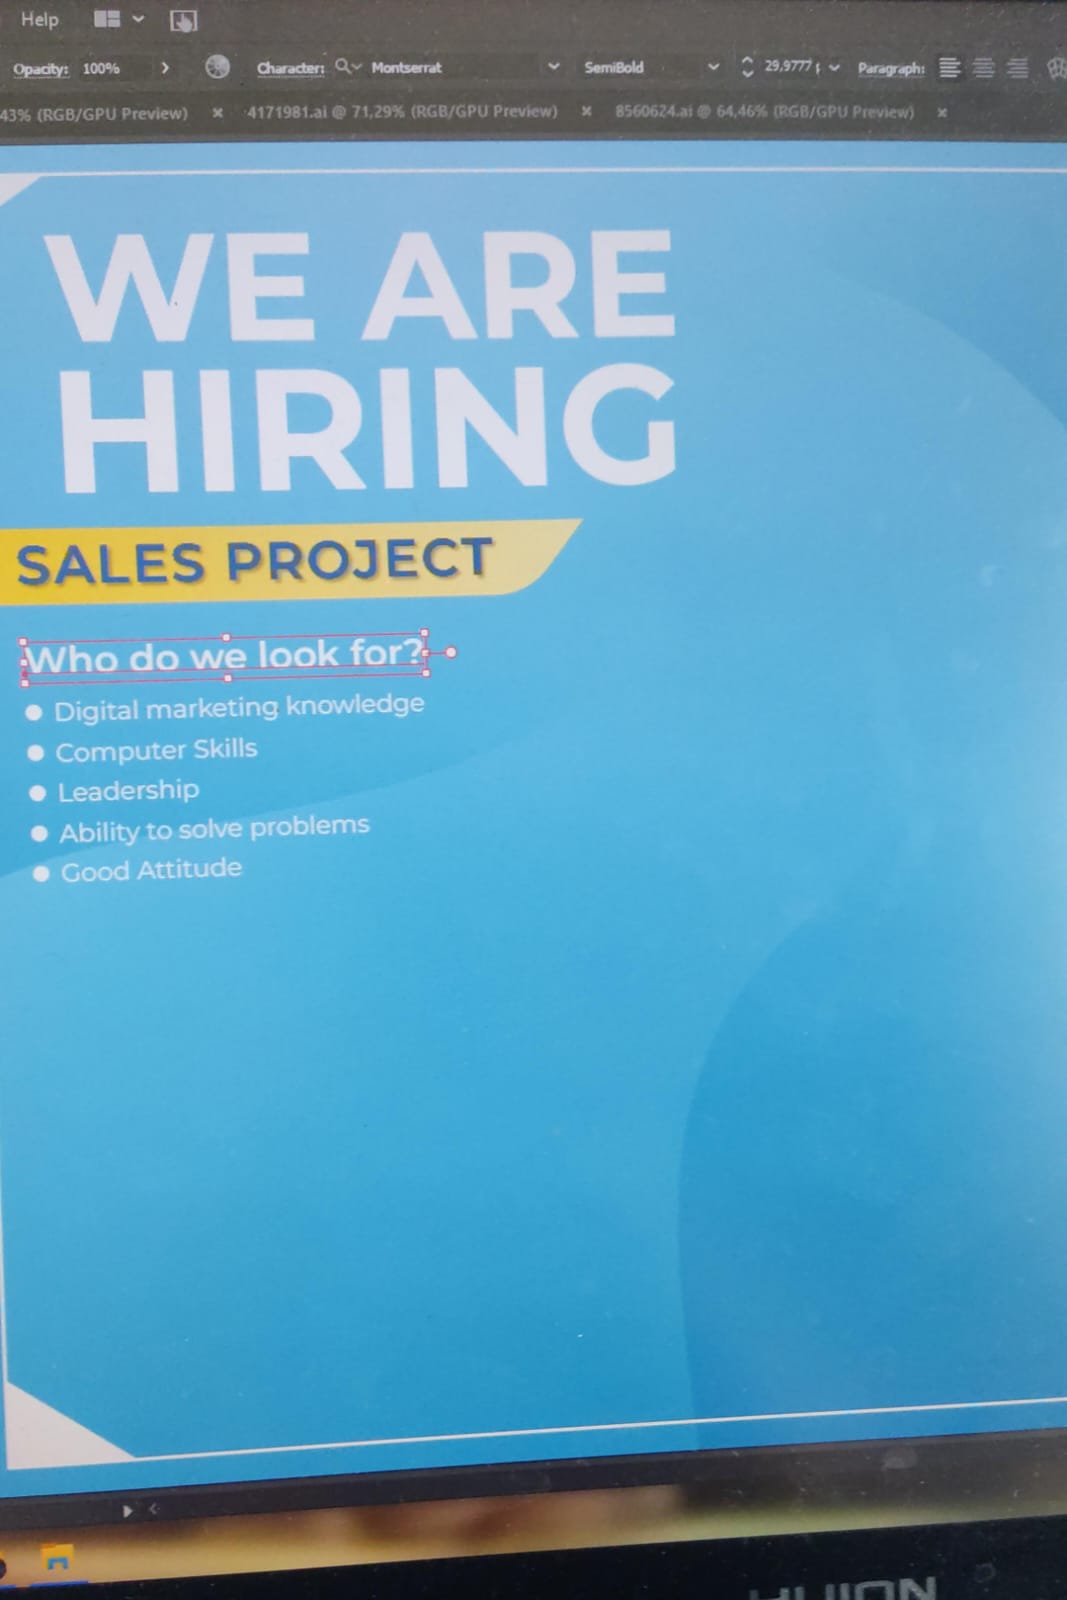 Help
Opacity: 100% Character: Montserrat SemiBold 29,9777 Paragraph:
43% (RGB/GPU Preview) × 4171981.ai @ 71,29% (RGB/GPU Preview) × 8560624.ai @ 64,46% (RGB/GPU Preview) ×
WE ARE
HIRING
SALES PROJECT
Who do we look for?
● Digital marketing knowledge
● Computer Skills
● Leadership
● Ability to solve problems
● Good Attitude
HUION